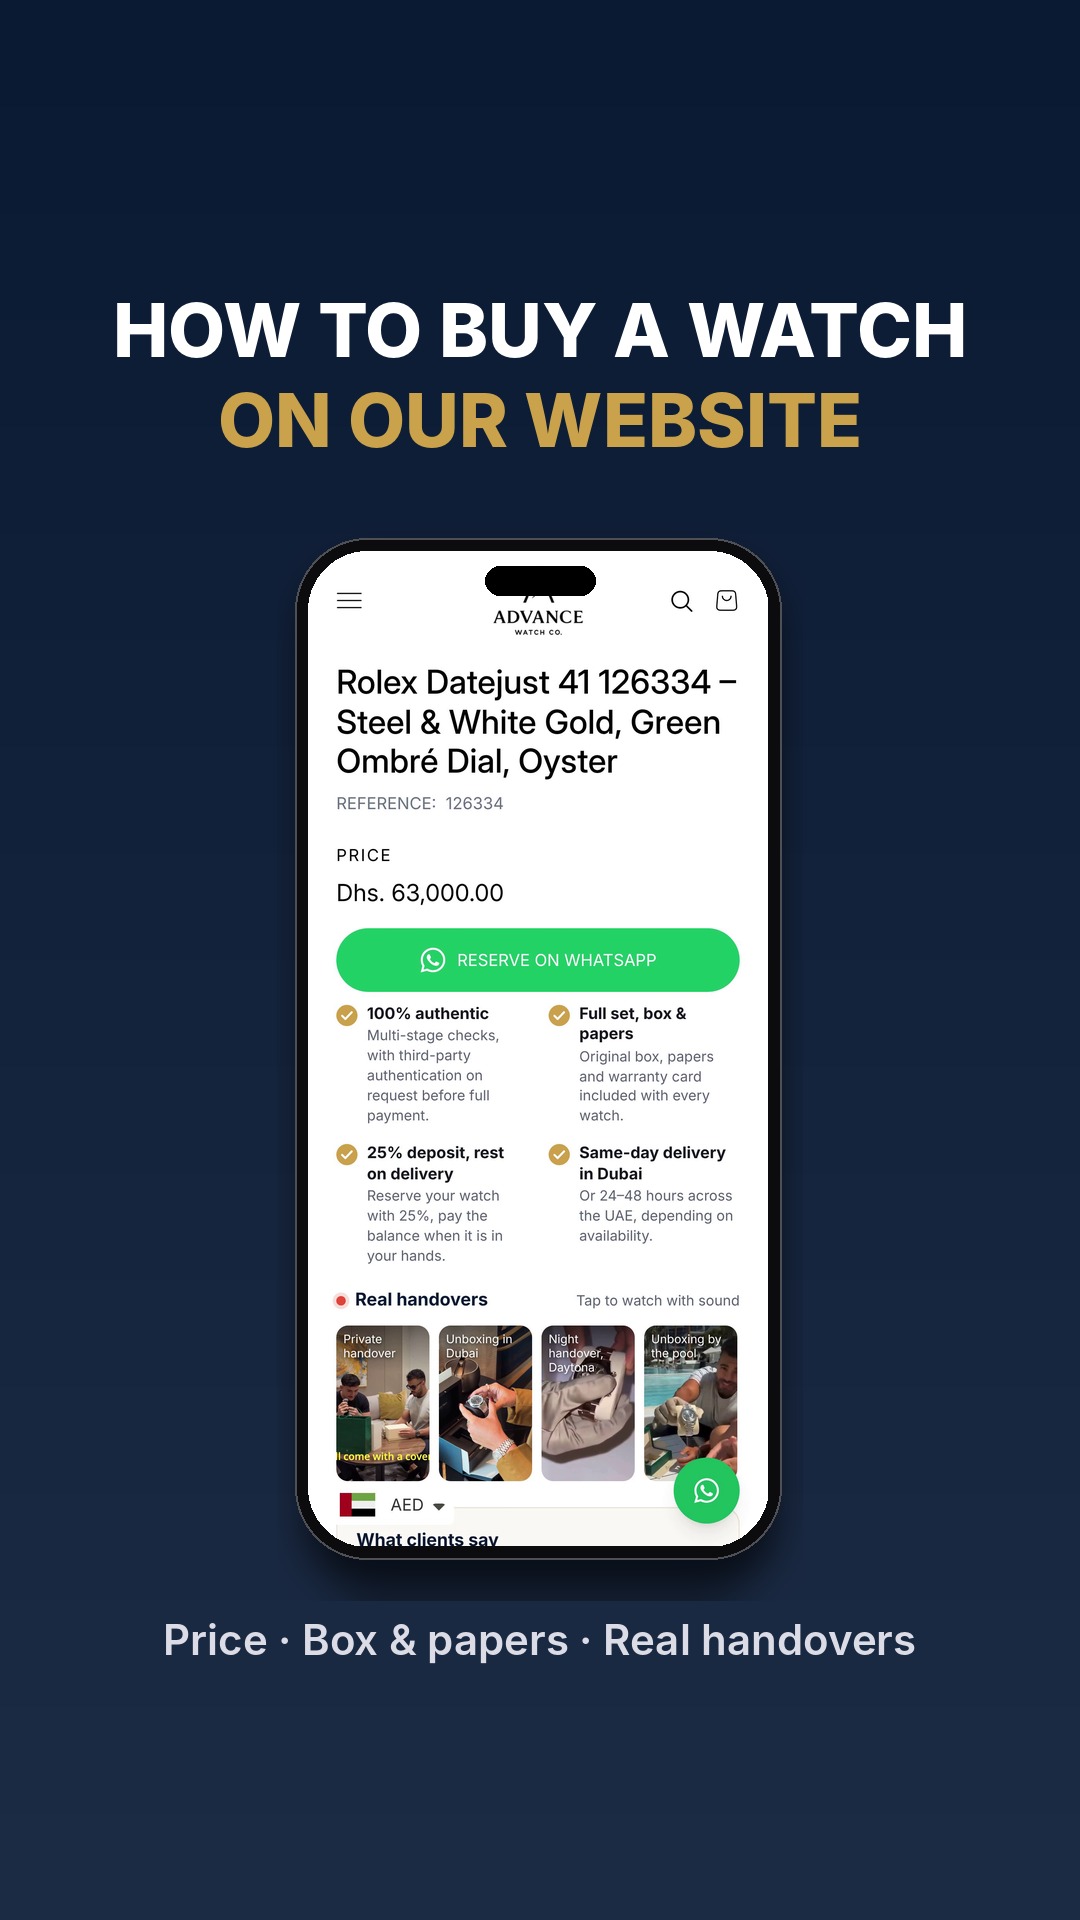 HOW TO BUY A WATCH
ON OUR WEBSITE
ADVANCE
WATCH CO.
Rolex Datejust 41 126334 –
Steel & White Gold, Green
Ombré Dial, Oyster
REFERENCE: 126334
PRICE
Dhs. 63,000.00
RESERVE ON WHATSAPP
100% authentic
Multi-stage checks,
with third-party
authentication on
request before full
payment.
Full set, box &
papers
Original box, papers
and warranty card
included with every
watch.
25% deposit, rest
on delivery
Reserve your watch
with 25%, pay the
balance when it is in
your hands.
Same-day delivery
in Dubai
Or 24–48 hours across
the UAE, depending on
availability.
Real handovers
Tap to watch with sound
Private
handover
ll come with a cover
Unboxing in
Dubai
Night
handover,
Daytona
Unboxing by
the pool
AED
What clients say
Price · Box & papers · Real handovers